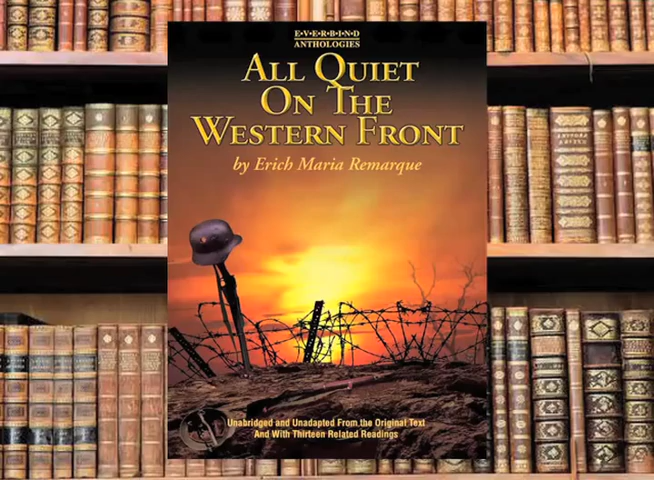 E•V•E•R•B•I•N•D
ANTHOLOGIES
ALL QUIET
ON THE
WESTERN FRONT
by Erich Maria Remarque
Unabridged and Unadapted From the Original Text
And With Thirteen Related Readings